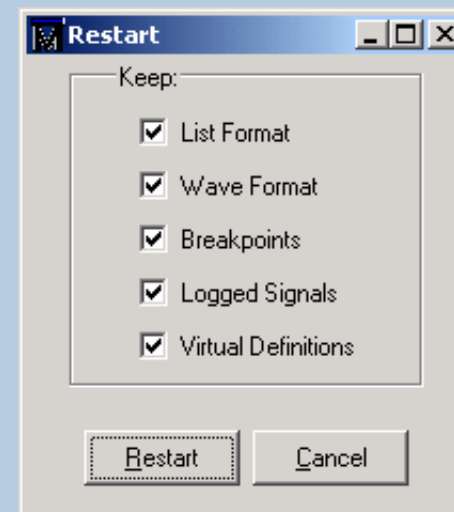 Restart
Keep:
List Format
Wave Format
Breakpoints
Logged Signals
Virtual Definitions
Restart Cancel